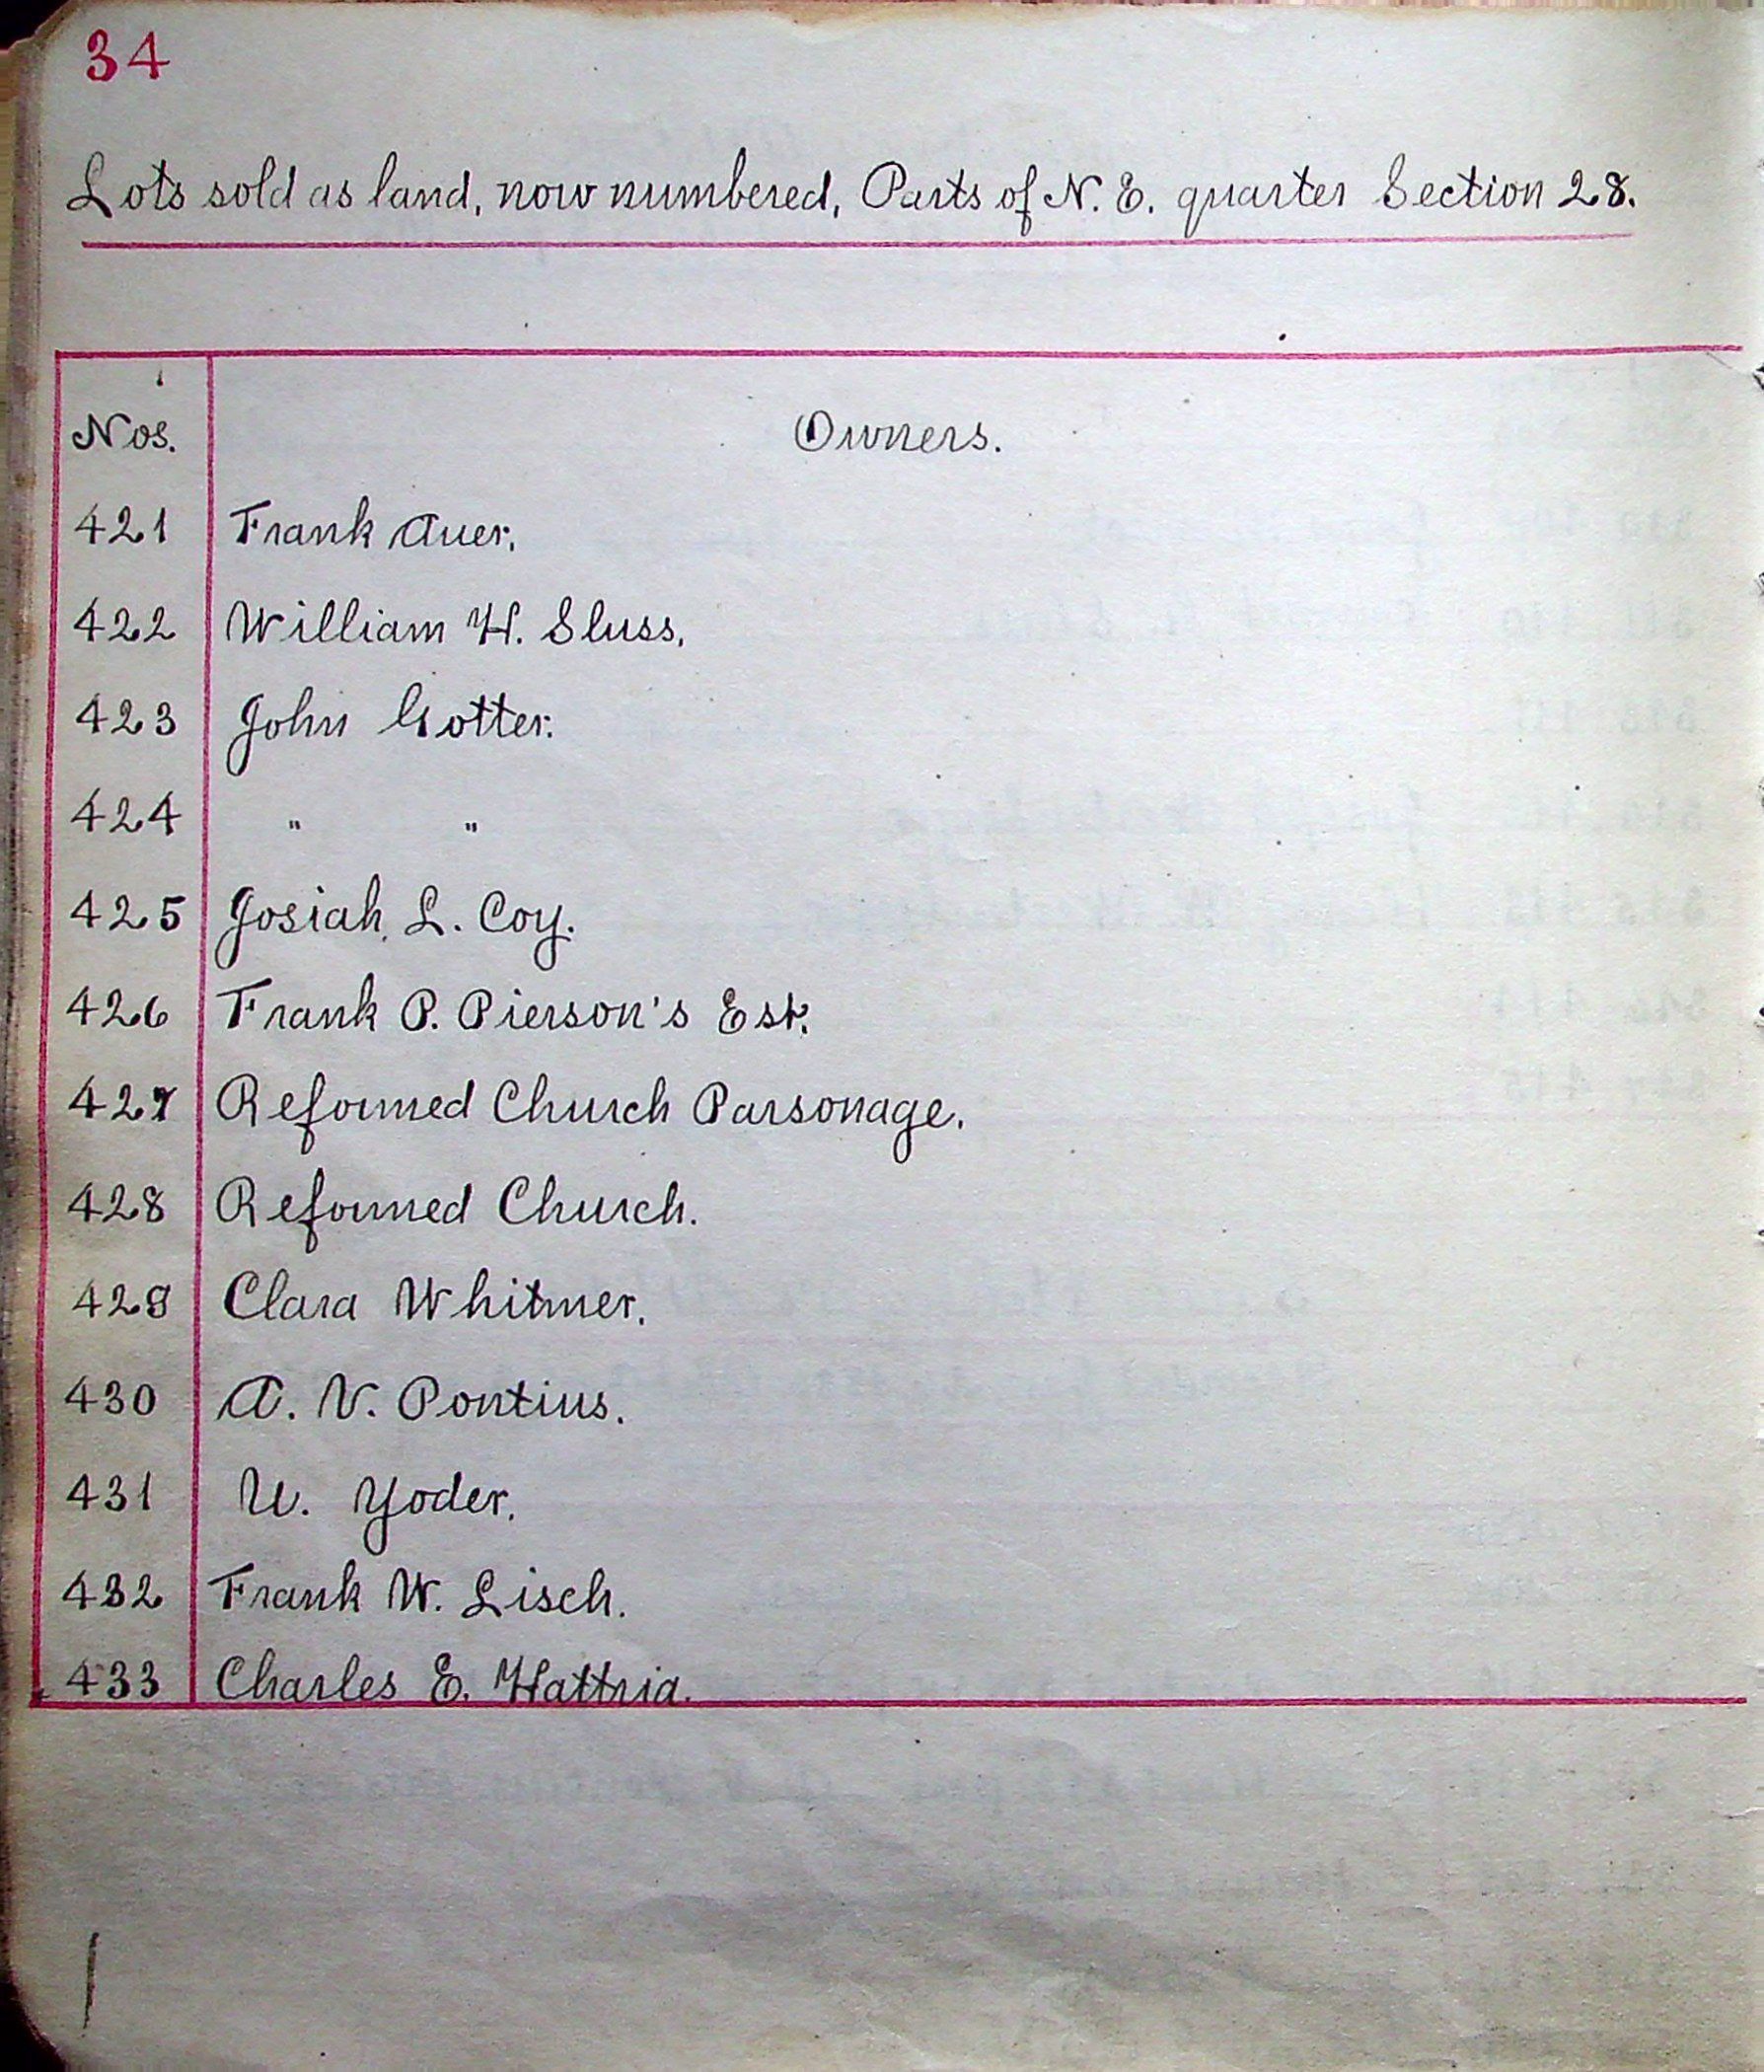 34
Lots sold as land, now numbered, Parts of N. E. quarter Section 28.
Nos. Owners.
421 Frank Auer.
422 William H. Sluss.
423 John Gotter.
424 " "
425 Josiah L. Coy.
426 Frank P. Pierson's Est.
427 Reformed Church Parsonage.
428 Reformed Church.
429 Clara Whitmer.
430 A. V. Pontius.
431 U. Yoder.
432 Frank W. Lisch.
433 Charles E. Hattria.